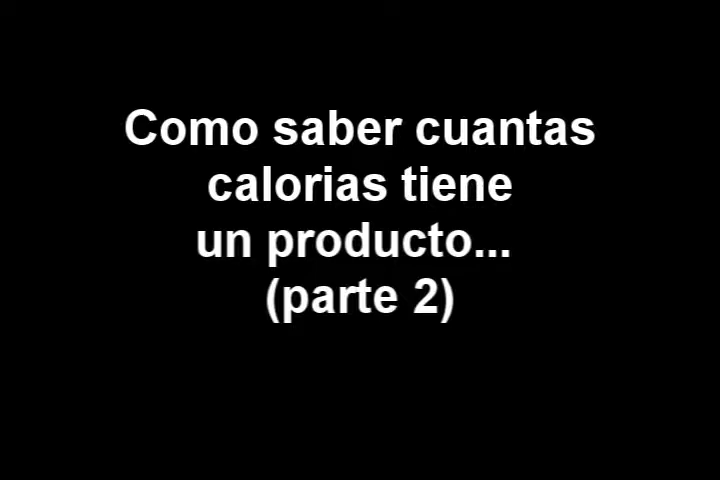 Como saber cuantas
calorias tiene
un producto...
(parte 2)